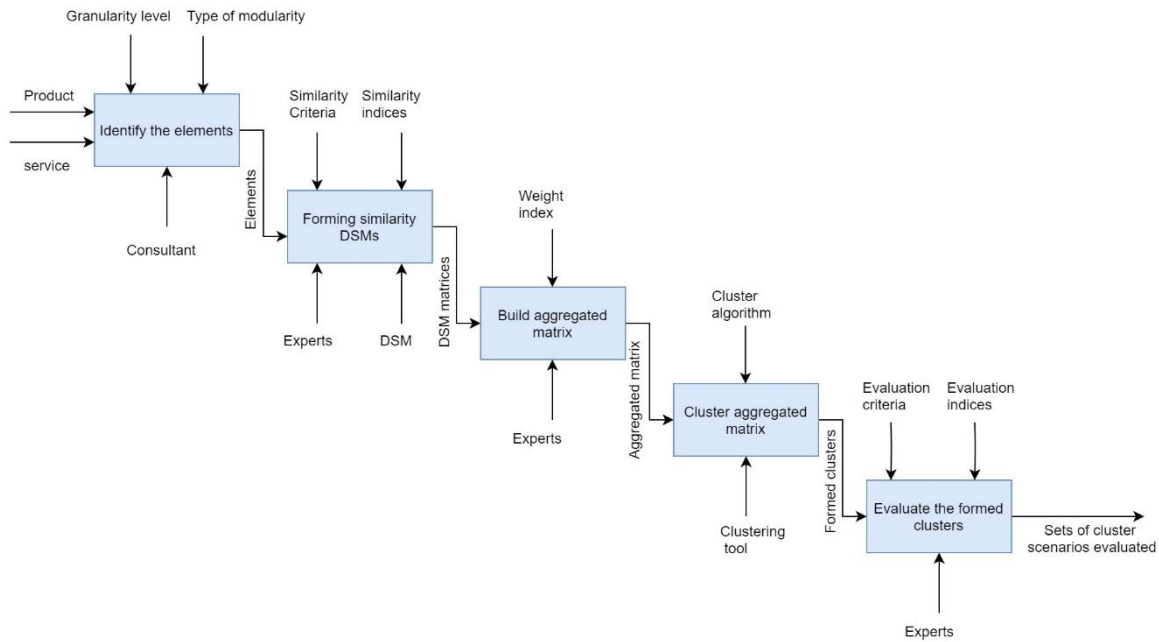 Granularity level
Type of modularity
Product
service
Identify the elements
Consultant
Elements
Similarity
Criteria
Similarity
indices
Forming similarity
DSMs
Experts
DSM
DSM matrices
Weight
index
Build aggregated
matrix
Experts
Aggregated matrix
Cluster
algorithm
Cluster aggregated
matrix
Clustering
tool
Formed clusters
Evaluation
criteria
Evaluation
indices
Evaluate the formed
clusters
Experts
Sets of cluster
scenarios evaluated